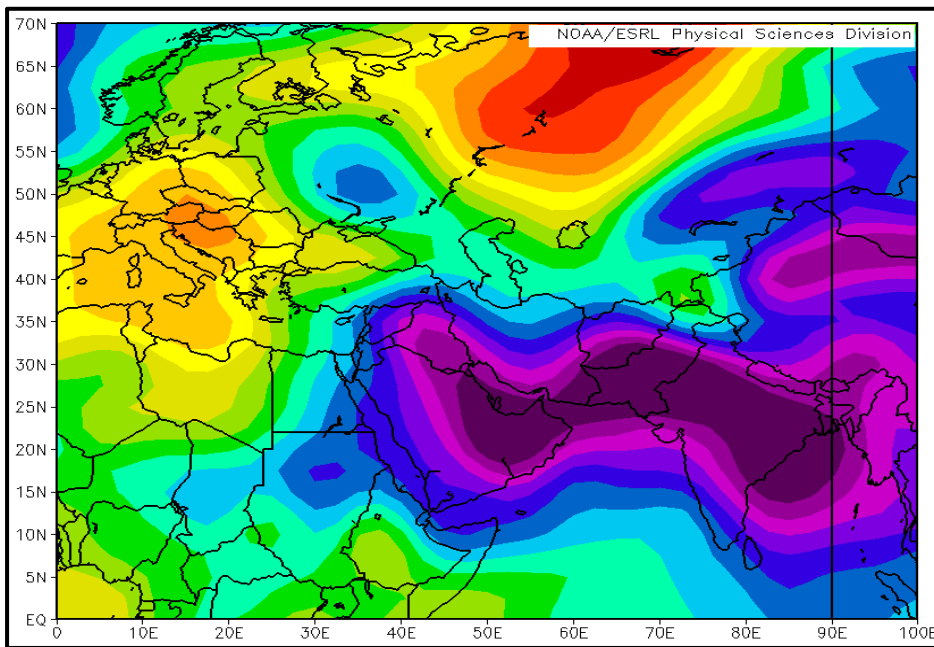 NOAA/ESRL Physical Sciences Division
70N
65N
60N
55N
50N
45N
40N
35N
30N
25N
20N
15N
10N
5N
EQ
0 10E 20E 30E 40E 50E 60E 70E 80E 90E 100E